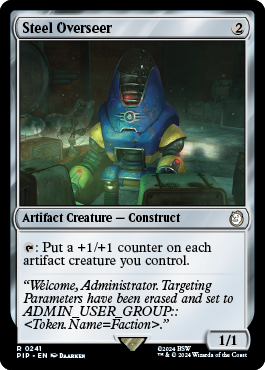 Steel Overseer 2
Artifact Creature — Construct
: Put a +1/+1 counter on each
artifact creature you control.
“Welcome, Administrator. Targeting
Parameters have been erased and set to
ADMIN_USER_GROUP::
<Token.Name=Faction>.”
1/1
R 0241
PIP • EN Daarken
©2024 BSW
™ & © 2024 Wizards of the Coast